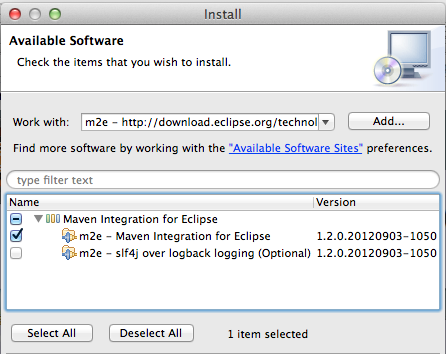 Install
Available Software
Check the items that you wish to install.
Work with: m2e - http://download.eclipse.org/technol Add...
Find more software by working with the "Available Software Sites" preferences.
type filter text
Name Version
Maven Integration for Eclipse
m2e - Maven Integration for Eclipse 1.2.0.20120903-1050
m2e - slf4j over logback logging (Optional) 1.2.0.20120903-1050
Select All Deselect All 1 item selected